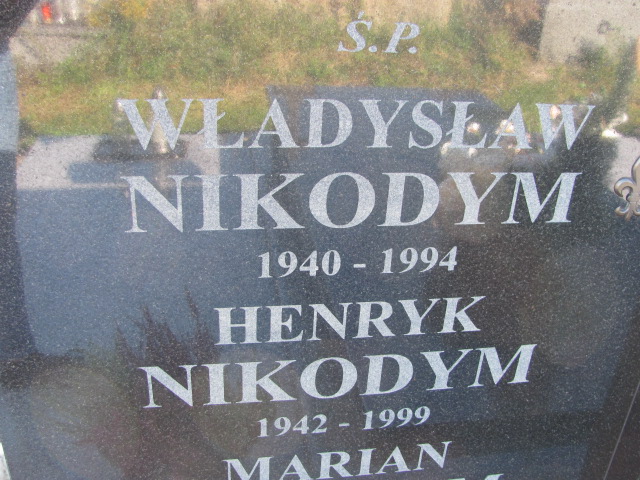 Ś.P.
WŁADYSŁAW
NIKODYM
1940 - 1994
HENRYK
NIKODYM
1942 - 1999
MARIAN